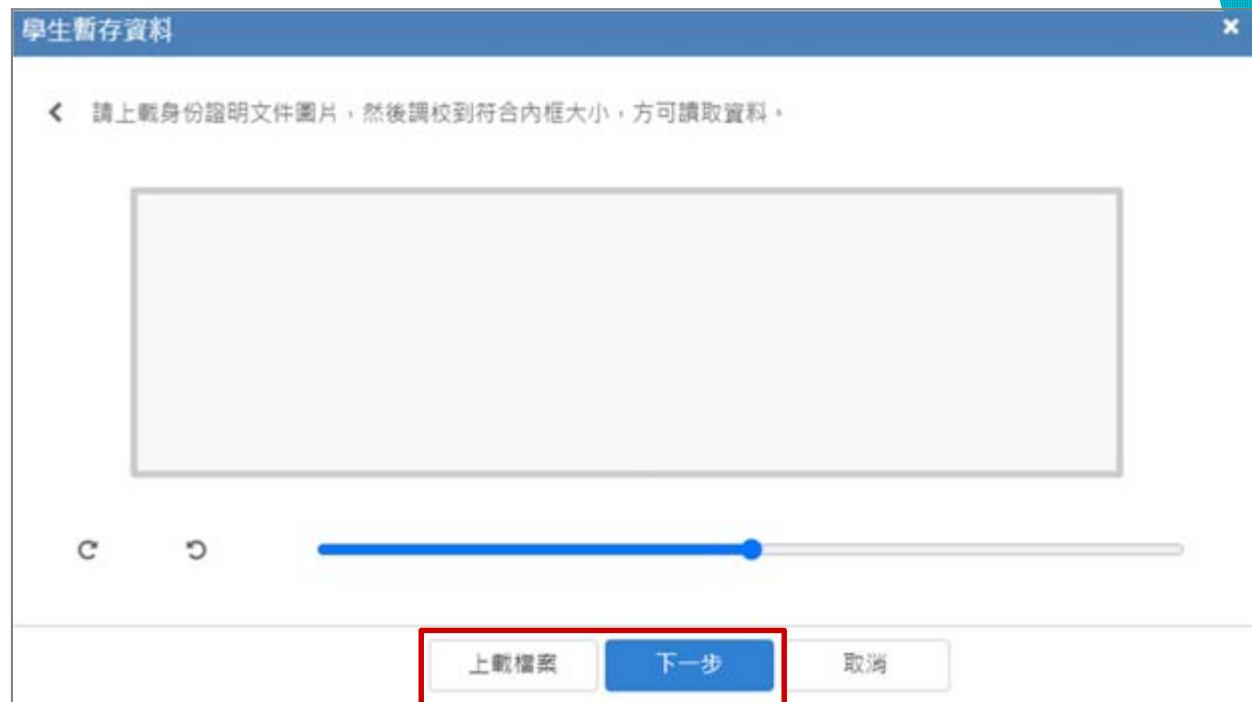 學生暫存資料
請上載身份證明文件圖片，然後調校到符合內框大小，方可讀取資料。
上載檔案
下一步
取消